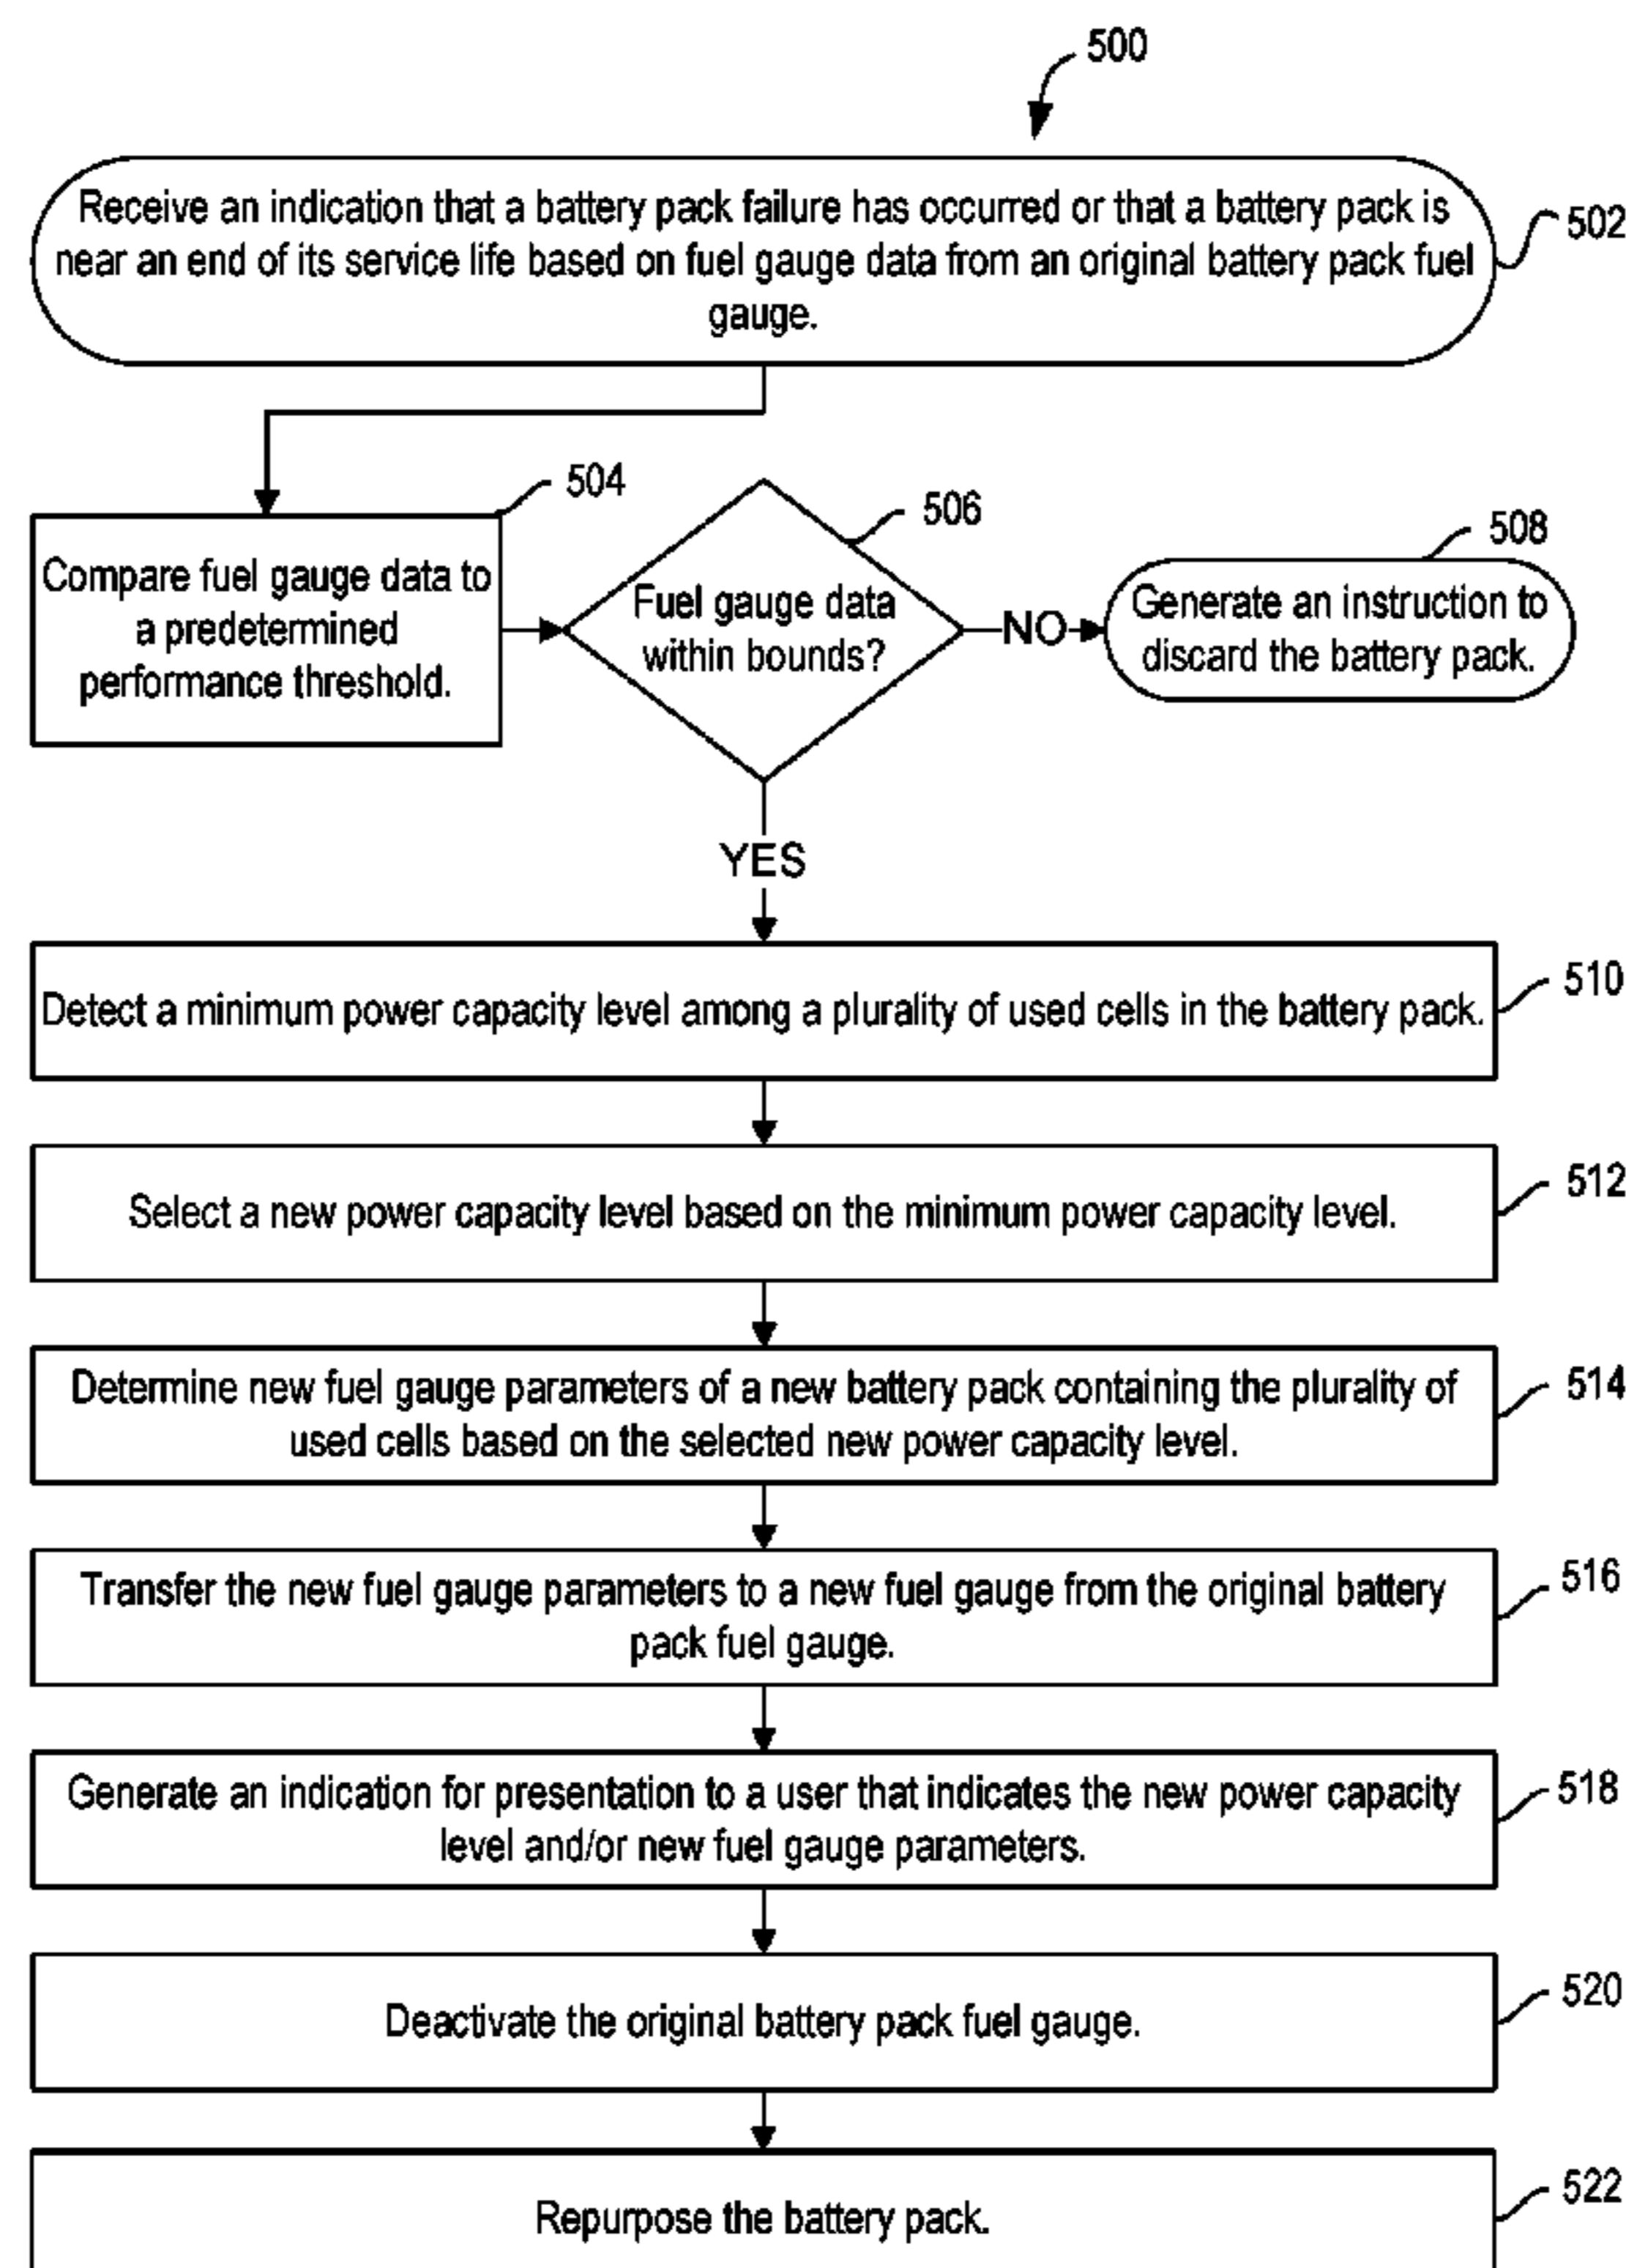 500
Receive an indication that a battery pack failure has occurred or that a battery pack is
near an end of its service life based on fuel gauge data from an original battery pack fuel
gauge.
502
504
Compare fuel gauge data to
a predetermined
performance threshold.
506
Fuel gauge data
within bounds?
NO
508
Generate an instruction to
discard the battery pack.
YES
Detect a minimum power capacity level among a plurality of used cells in the battery pack.
510
Select a new power capacity level based on the minimum power capacity level.
512
Determine new fuel gauge parameters of a new battery pack containing the plurality of
used cells based on the selected new power capacity level.
514
Transfer the new fuel gauge parameters to a new fuel gauge from the original battery
pack fuel gauge.
516
Generate an indication for presentation to a user that indicates the new power capacity
level and/or new fuel gauge parameters.
518
Deactivate the original battery pack fuel gauge.
520
Repurpose the battery pack.
522